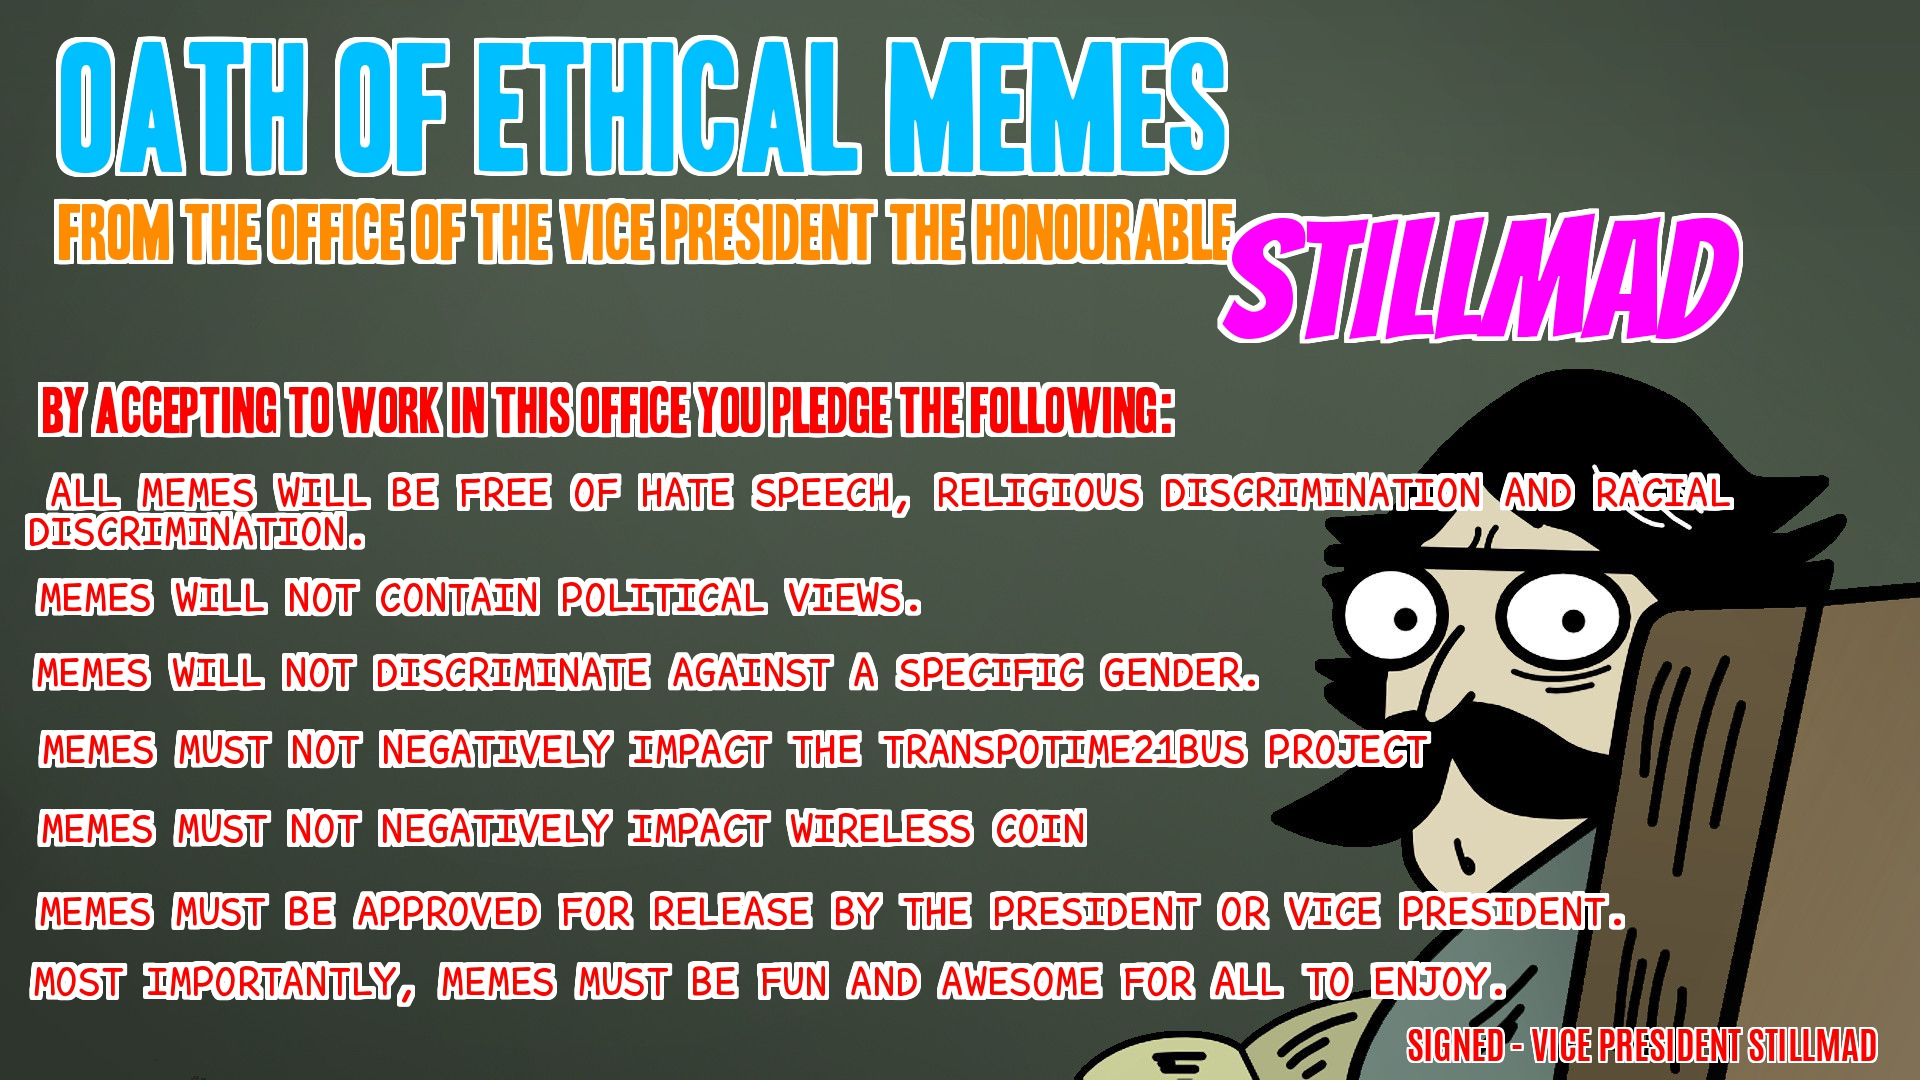 OATH OF ETHICAL MEMES
FROM THE OFFICE OF THE VICE PRESIDENT THE HONOURABLE
STILLMAD
BY ACCEPTING TO WORK IN THIS OFFICE YOU PLEDGE THE FOLLOWING:
ALL MEMES WILL BE FREE OF HATE SPEECH, RELIGIOUS DISCRIMINATION AND RACIAL
DISCRIMINATION.
MEMES WILL NOT CONTAIN POLITICAL VIEWS.
MEMES WILL NOT DISCRIMINATE AGAINST A SPECIFIC GENDER.
MEMES MUST NOT NEGATIVELY IMPACT THE TRANSPOTIME21BUS PROJECT
MEMES MUST NOT NEGATIVELY IMPACT WIRELESS COIN
MEMES MUST BE APPROVED FOR RELEASE BY THE PRESIDENT OR VICE PRESIDENT.
MOST IMPORTANTLY, MEMES MUST BE FUN AND AWESOME FOR ALL TO ENJOY.
SIGNED - VICE PRESIDENT STILLMAD